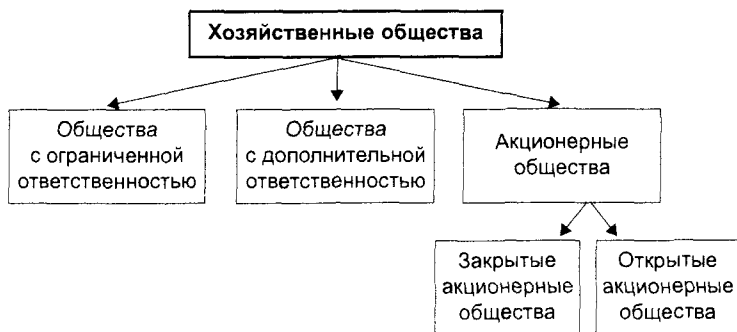 Хозяйственные общества
Общества
с ограниченной
ответственностью
Общества
с дополнительной
ответственностью
Акционерные
общества
Закрытые
акционерные
общества
Открытые
акционерные
общества